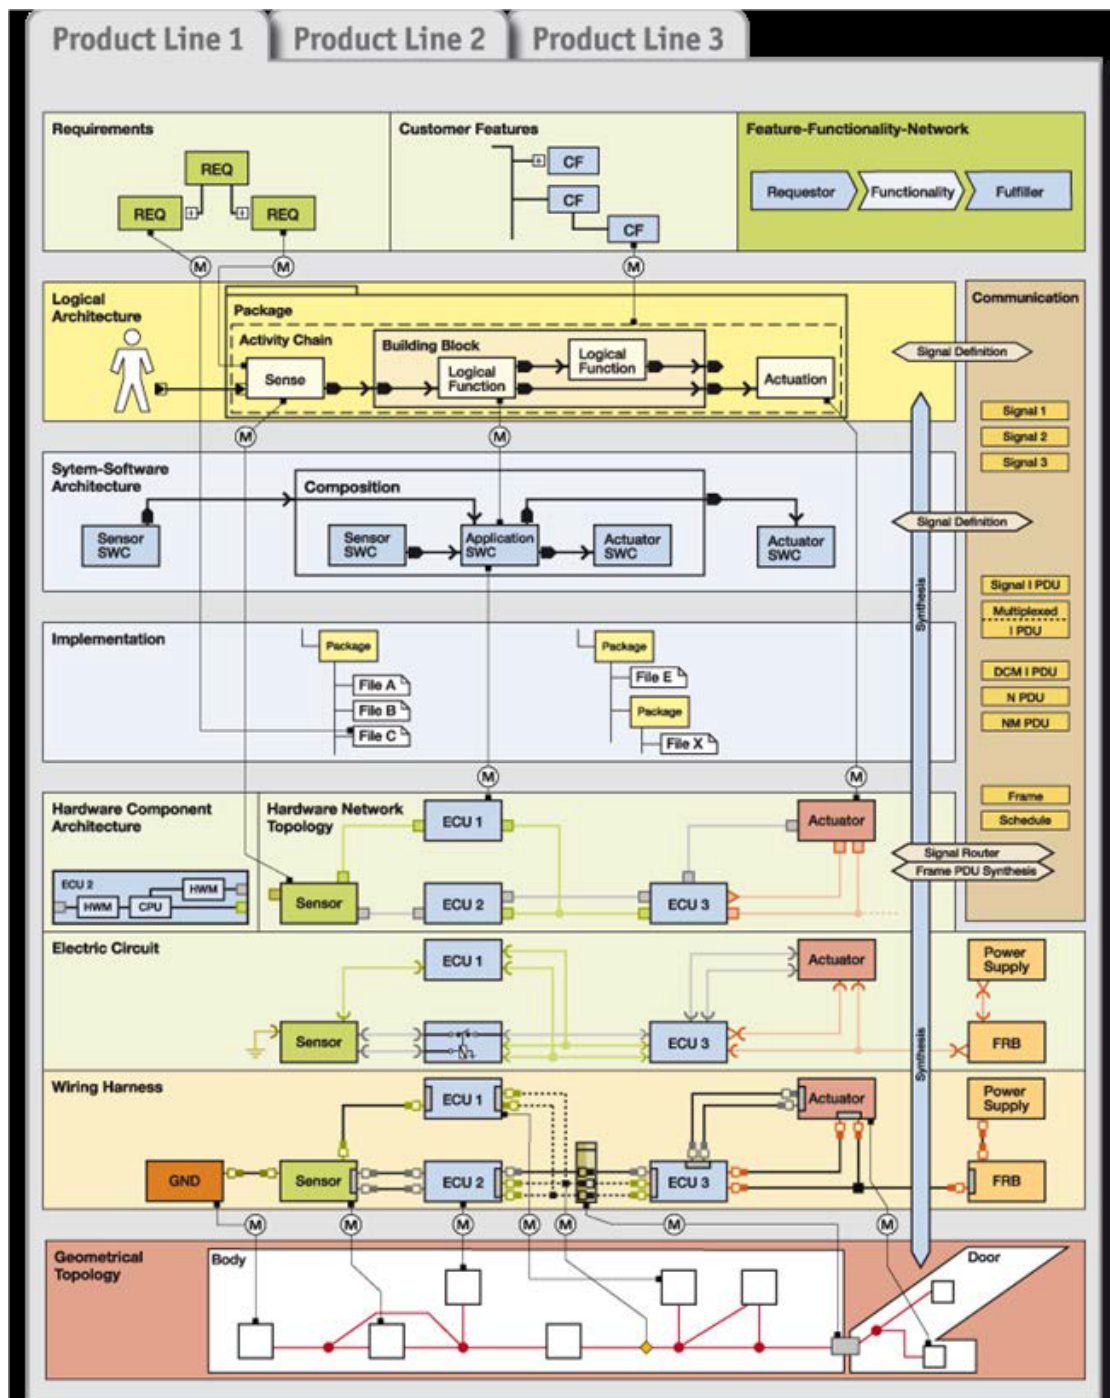 Product Line 1
Product Line 2
Product Line 3
Requirements
REQ
REQ
REQ
Customer Features
CF
CF
CF
Feature-Functionality-Network
Requestor
Functionality
Fulfiller
M
M
M
Logical
Architecture
Package
Activity Chain
Sense
Building Block
Logical
Function
Logical
Function
Actuation
Communication
Signal Definition
Signal 1
Signal 2
Signal 3
M
M
Sytem-Software
Architecture
Composition
Sensor
SWC
Sensor
SWC
Application
SWC
Actuator
SWC
Actuator
SWC
Signal Definition
Synthesis
Signal I PDU
Multiplexed
I PDU
DCM I PDU
N PDU
NM PDU
Implementation
Package
File A
File B
File C
Package
File E
Package
File X
M
M
Frame
Schedule
Hardware Component
Architecture
ECU 2
HWM
CPU
HWM
Hardware Network
Topology
ECU 1
Actuator
Sensor
ECU 2
ECU 3
Signal Router
Frame PDU Synthesis
Electric Circuit
ECU 1
Actuator
Power
Supply
Sensor
ECU 3
FRB
Synthesis
Wiring Harness
ECU 1
Actuator
Power
Supply
GND
Sensor
ECU 2
ECU 3
FRB
M
M
M
M
M
M
M
Geometrical
Topology
Body
Door